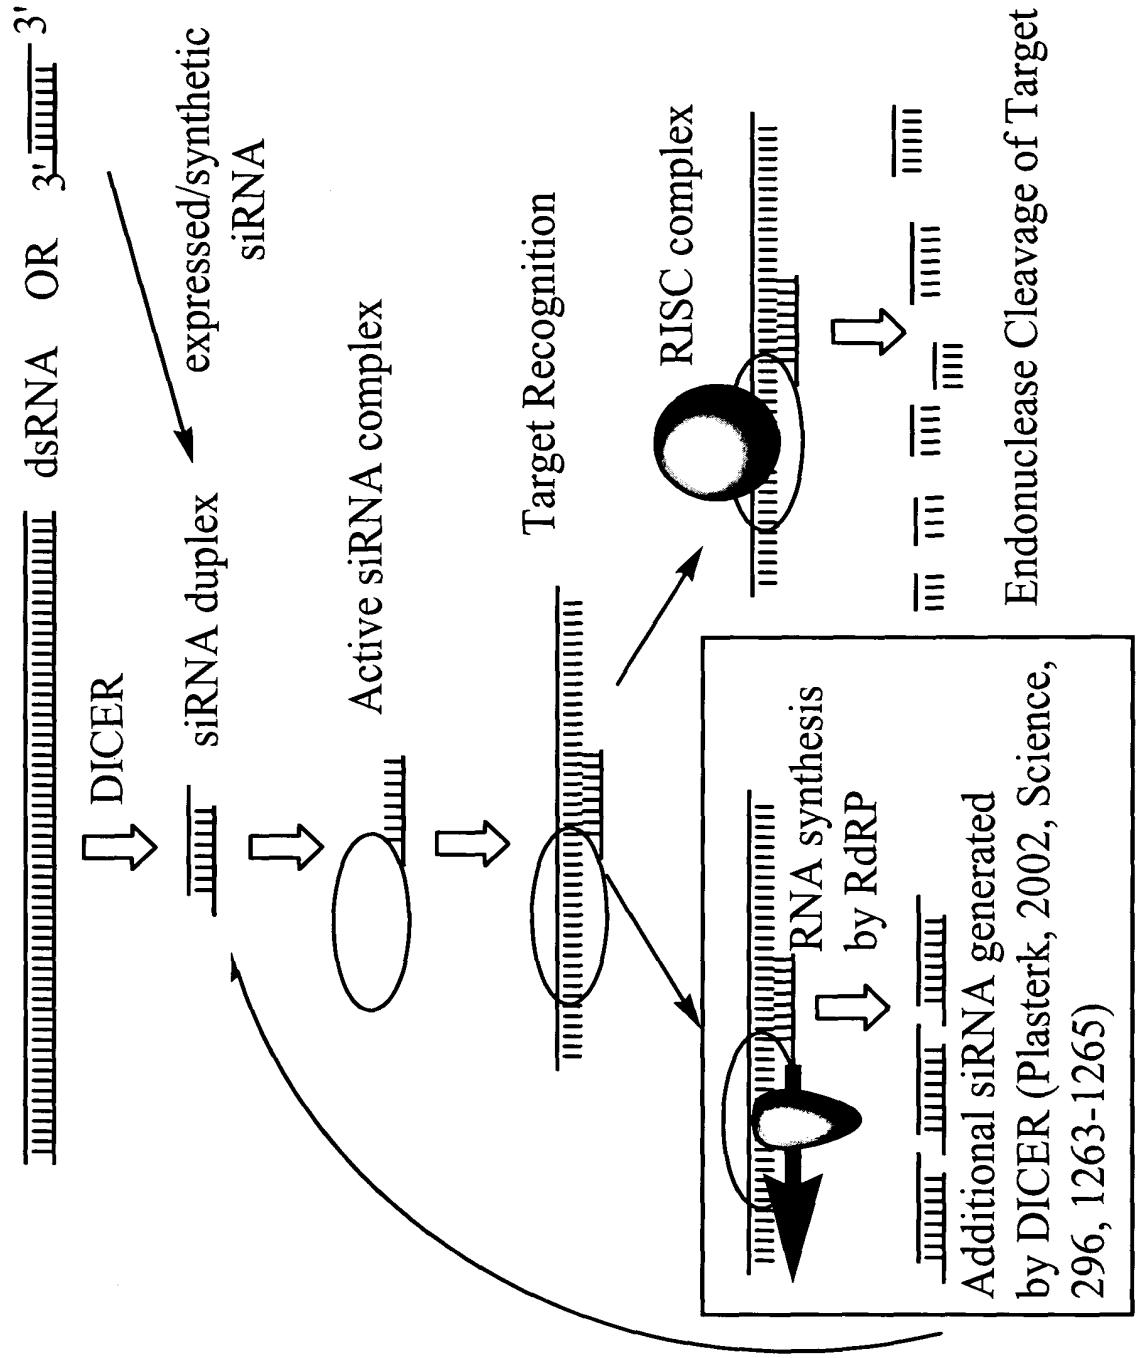 dsRNA OR 3' 3'
DICER
expressed/synthetic
siRNA
siRNA duplex
Active siRNA complex
Target Recognition
RISC complex
RNA synthesis
by RdRP
Additional siRNA generated
by DICER (Plasterk, 2002, Science,
296, 1263-1265)
Endonuclease Cleavage of Target